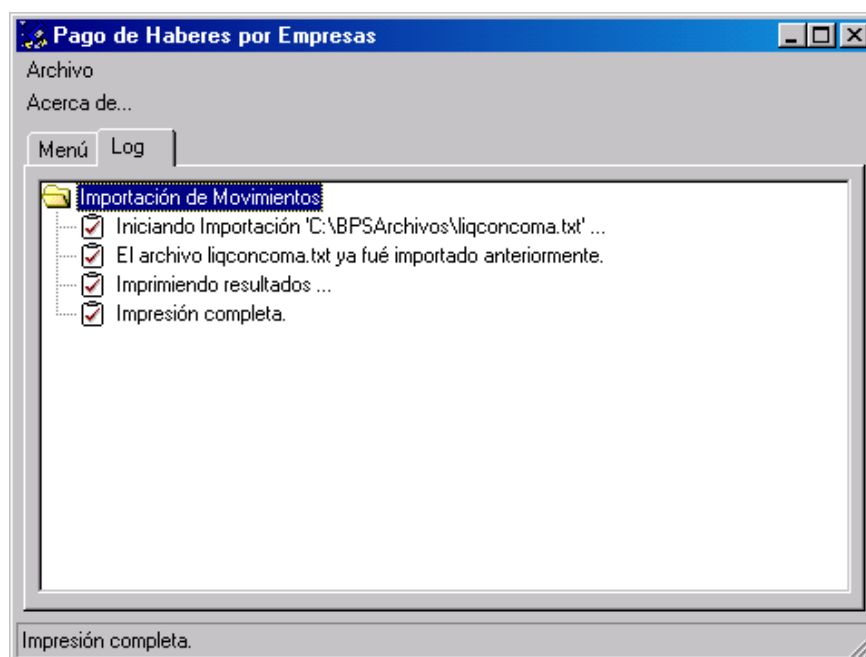 Pago de Haberes por Empresas
Archivo
Acerca de...
Menú Log
Importación de Movimientos
Iniciando Importación 'C:\BPSArchivos\liqconcoma.txt' ...
El archivo liqconcoma.txt ya fué importado anteriormente.
Imprimiendo resultados ...
Impresión completa.
Impresión completa.